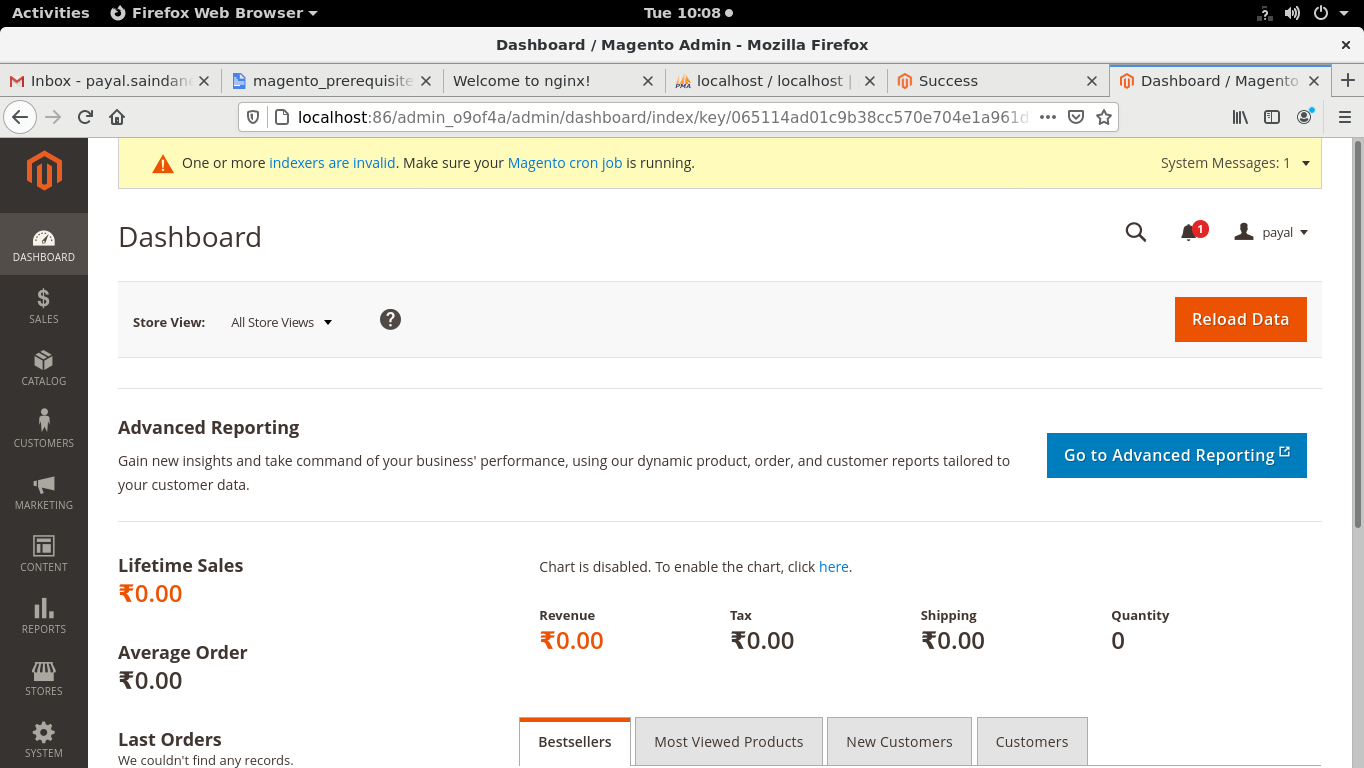 Activities
Firefox Web Browser
Tue 10:08
Dashboard / Magento Admin - Mozilla Firefox
Inbox - payal.saindane
magento_prerequisite
Welcome to nginx!
localhost / localhost |
Success
Dashboard / Magento
localhost:86/admin_o9of4a/admin/dashboard/index/key/065114ad01c9b38cc570e704e1a961d
One or more indexers are invalid. Make sure your Magento cron job is running.
System Messages: 1
Dashboard
1
payal
DASHBOARD
SALES
CATALOG
CUSTOMERS
MARKETING
CONTENT
REPORTS
STORES
SYSTEM
Store View:
All Store Views
?
Reload Data
Advanced Reporting
Gain new insights and take command of your business' performance, using our dynamic product, order, and customer reports tailored to
your customer data.
Go to Advanced Reporting
Lifetime Sales
₹0.00
Average Order
₹0.00
Last Orders
We couldn't find any records.
Chart is disabled. To enable the chart, click here.
Revenue
₹0.00
Tax
₹0.00
Shipping
₹0.00
Quantity
0
Bestsellers
Most Viewed Products
New Customers
Customers